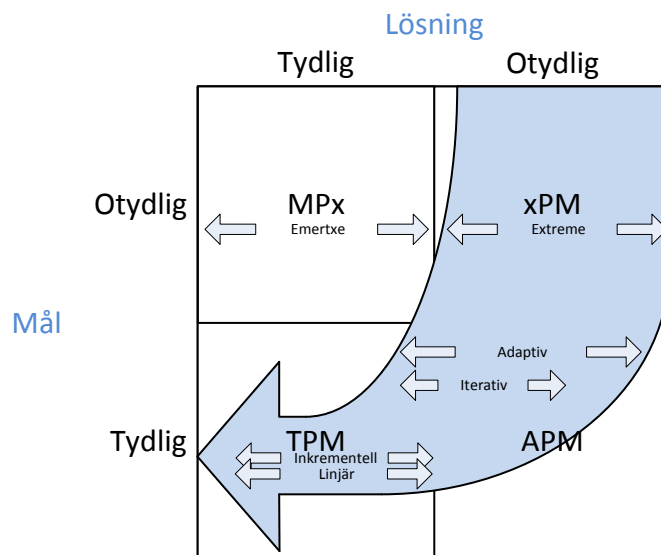 Lösning
Tydlig
Otydlig
Otydlig
MPx
xPM
Emertxe
Extreme
Mål
Adaptiv
Iterativ
Tydlig
TPM
APM
Inkrementell
Linjär